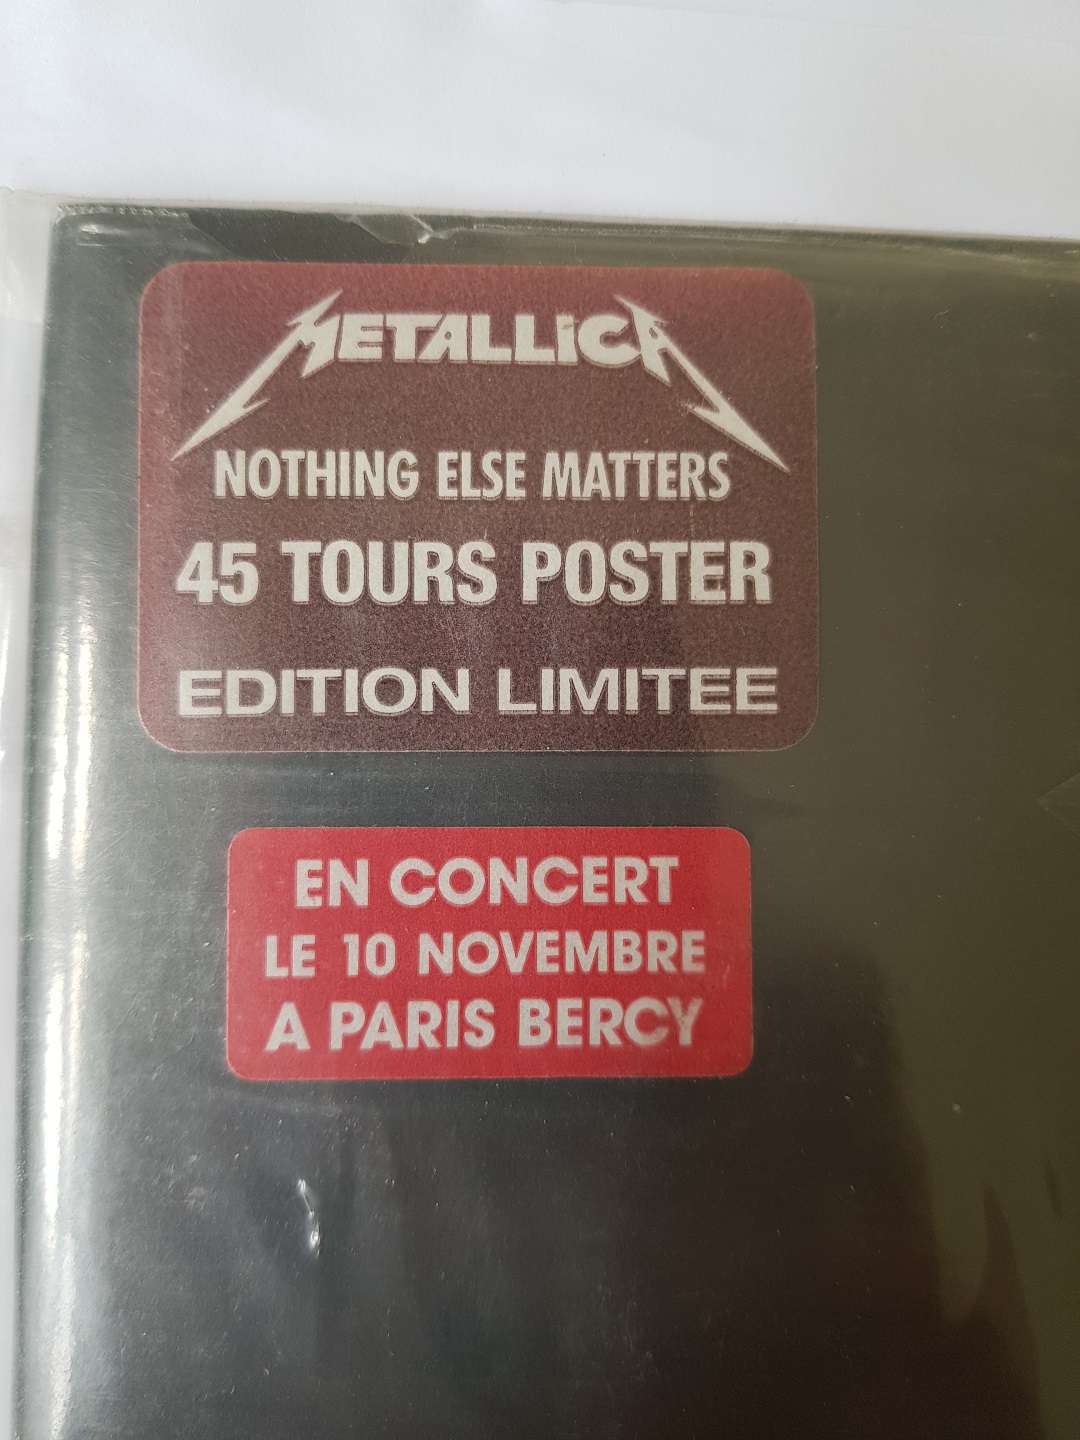 METALLICA
NOTHING ELSE MATTERS
45 TOURS POSTER
EDITION LIMITEE
EN CONCERT
LE 10 NOVEMBRE
A PARIS BERCY